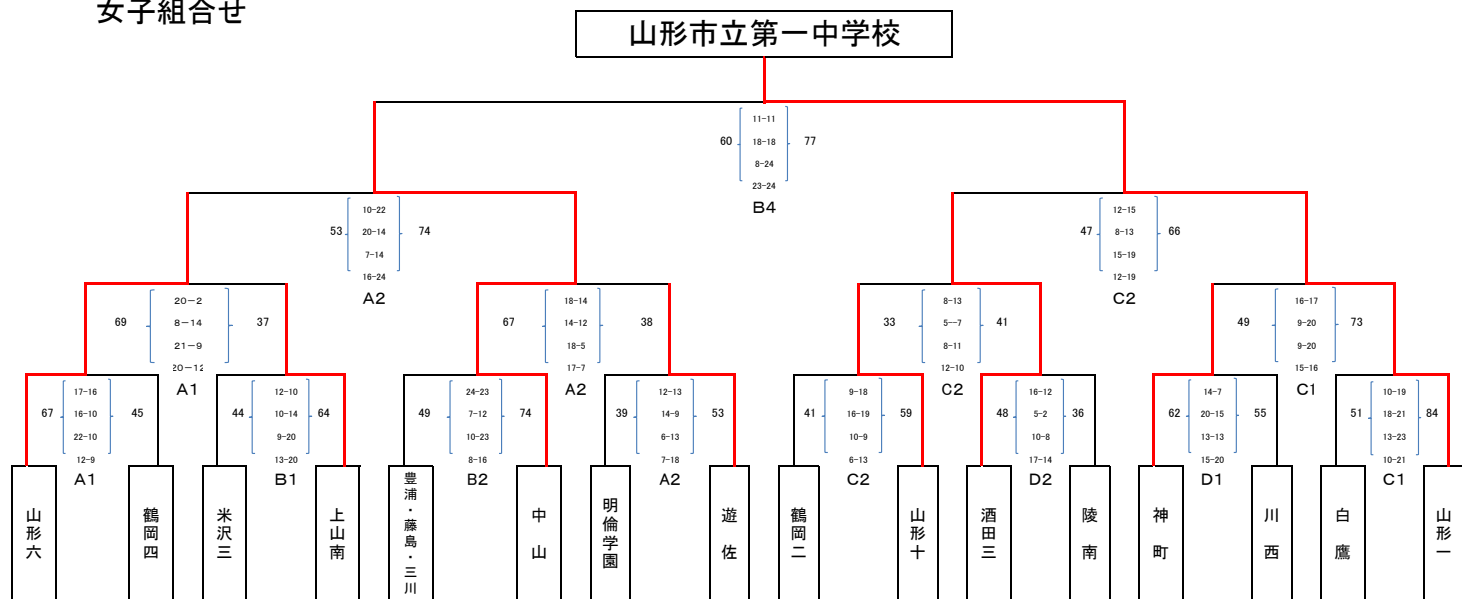 女子組合せ
山形市立第一中学校
11-11
60 18-18 77
8-24
23-24
B4
10-22
53 20-14 74
7-14
16-24
A2
12-15
47 8-13 66
15-19
12-19
C2
20-2
69 8-14 37
21-9
20-12
A1
18-14
67 14-12 38
18-5
17-7
A2
8-13
33 5--7 41
8-11
12-10
C2
16-17
49 9-20 73
9-20
15-16
C1
17-16
67 16-10 45
22-10
12-9
A1
12-10
44 10-14 64
9-20
13-20
B1
24-23
49 7-12 74
10-23
8-16
B2
12-13
39 14-9 53
6-13
7-18
A2
9-18
41 16-19 59
10-9
6-13
C2
16-12
48 5-2 36
10-8
17-14
D2
14-7
62 20-15 55
13-13
15-20
D1
10-19
51 18-21 84
13-23
10-21
C1
山形六
鶴岡四
米沢三
上山南
豊浦・藤島・三川
中山
明倫学園
遊佐
鶴岡二
山形十
酒田三
陵南
神町
川西
白鷹
山形一